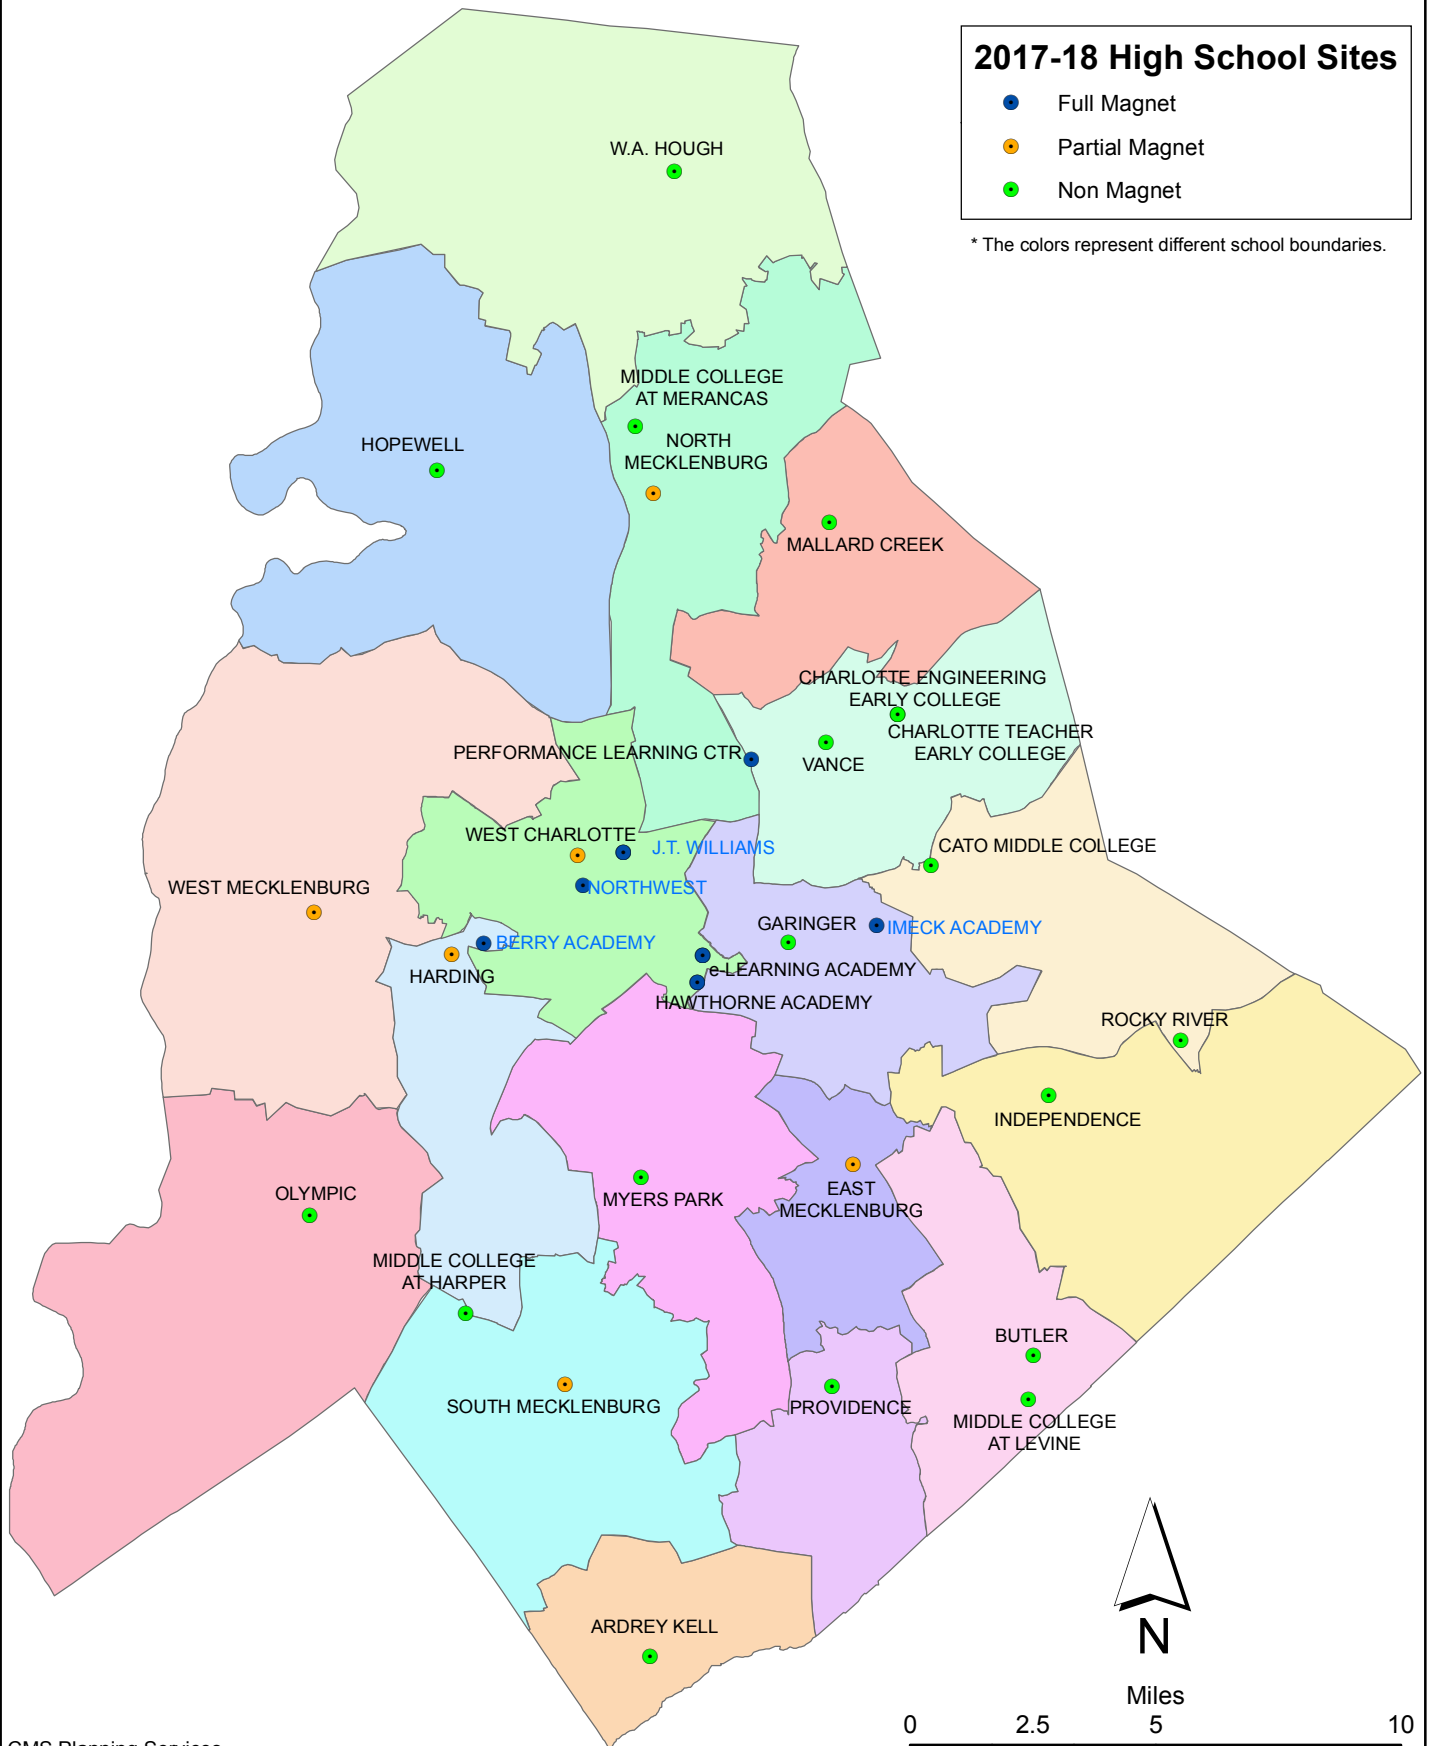 2017-18 High School Sites
Full Magnet
Partial Magnet
Non Magnet
* The colors represent different school boundaries.
W.A. HOUGH
MIDDLE COLLEGE
AT MERANCAS
HOPEWELL
NORTH
MECKLENBURG
MALLARD CREEK
CHARLOTTE ENGINEERING
EARLY COLLEGE
CHARLOTTE TEACHER
EARLY COLLEGE
PERFORMANCE LEARNING CTR
VANCE
WEST CHARLOTTE
J.T. WILLIAMS
CATO MIDDLE COLLEGE
WEST MECKLENBURG
NORTHWEST
GARINGER
IMECK ACADEMY
BERRY ACADEMY
HARDING
e-LEARNING ACADEMY
HAWTHORNE ACADEMY
ROCKY RIVER
INDEPENDENCE
OLYMPIC
MYERS PARK
EAST
MECKLENBURG
MIDDLE COLLEGE
AT HARPER
BUTLER
SOUTH MECKLENBURG
PROVIDENCE
MIDDLE COLLEGE
AT LEVINE
ARDREY KELL
N
Miles
0 2.5 5 10
CMS Planning Services